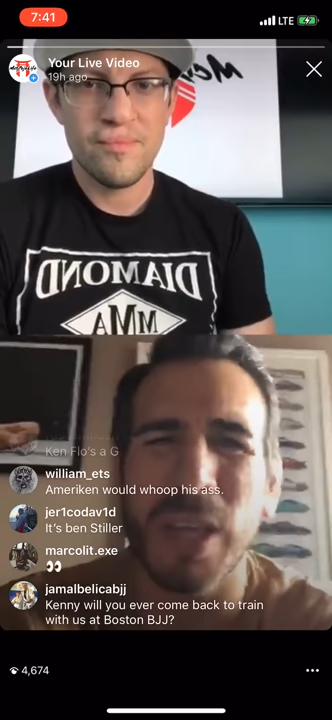 7:41
LTE
Your Live Video
19h ago
DIAMOND
MMA
Ken Flo's a G
william_ets
Ameriken would whoop his ass.
jer1codav1d
It's ben Stiller
marcolit.exe
👀
jamalbelicabjj
Kenny will you ever come back to train
with us at Boston BJJ?
4,674